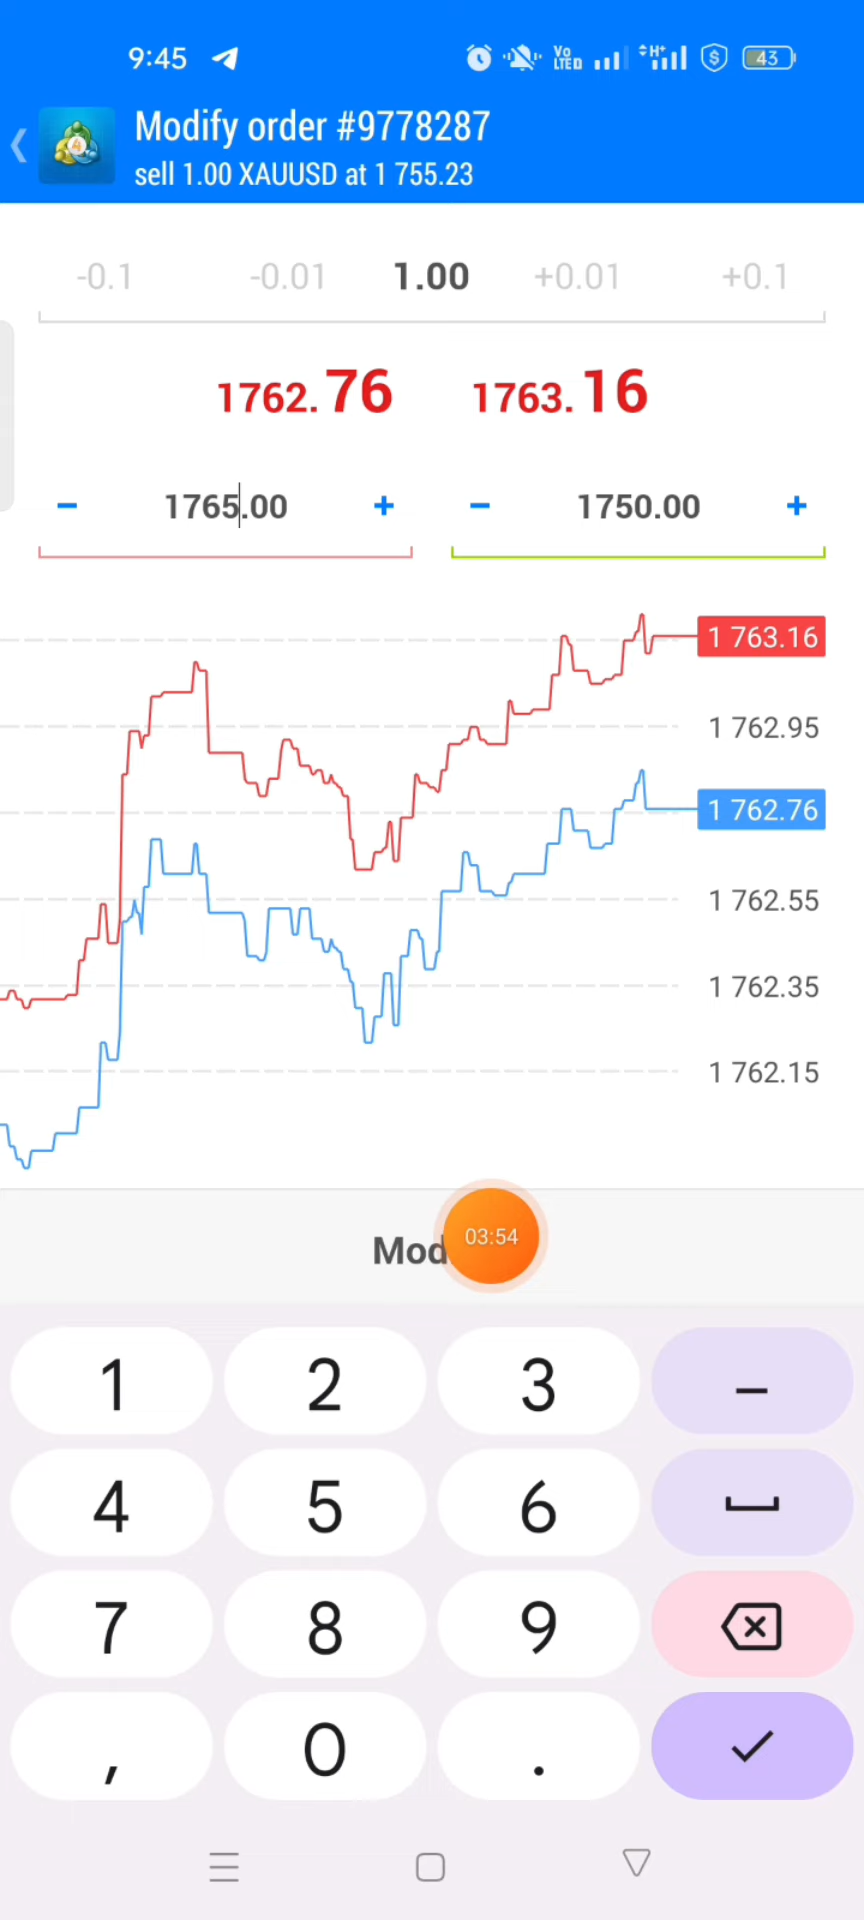 9:45 Vo LTED H+ $ 43
Modify order #9778287
4
sell 1.00 XAUUSD at 1 755.23
-0.1 -0.01 1.00 +0.01 +0.1
1762.76 1763.16
− 1765.00 + − 1750.00 +
1 763.16
1 762.95
1 762.76
1 762.55
1 762.35
1 762.15
Mod 03:54
1 2 3 –
4 5 6
7 8 9
, 0 .